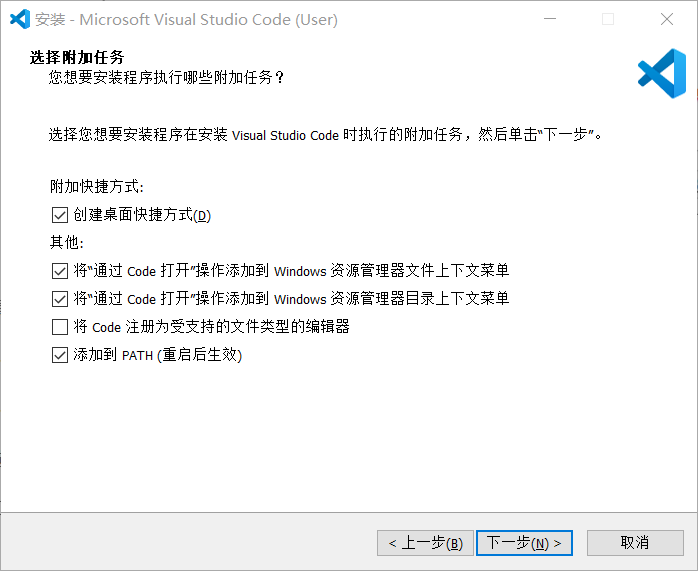 安装 - Microsoft Visual Studio Code (User)
选择附加任务
您想要安装程序执行哪些附加任务？
选择您想要安装程序在安装 Visual Studio Code 时执行的附加任务，然后单击“下一步”。
附加快捷方式:
创建桌面快捷方式(D)
其他:
将“通过 Code 打开”操作添加到 Windows 资源管理器文件上下文菜单
将“通过 Code 打开”操作添加到 Windows 资源管理器目录上下文菜单
将 Code 注册为受支持的文件类型的编辑器
添加到 PATH (重启后生效)
< 上一步(B) 下一步(N) > 取消